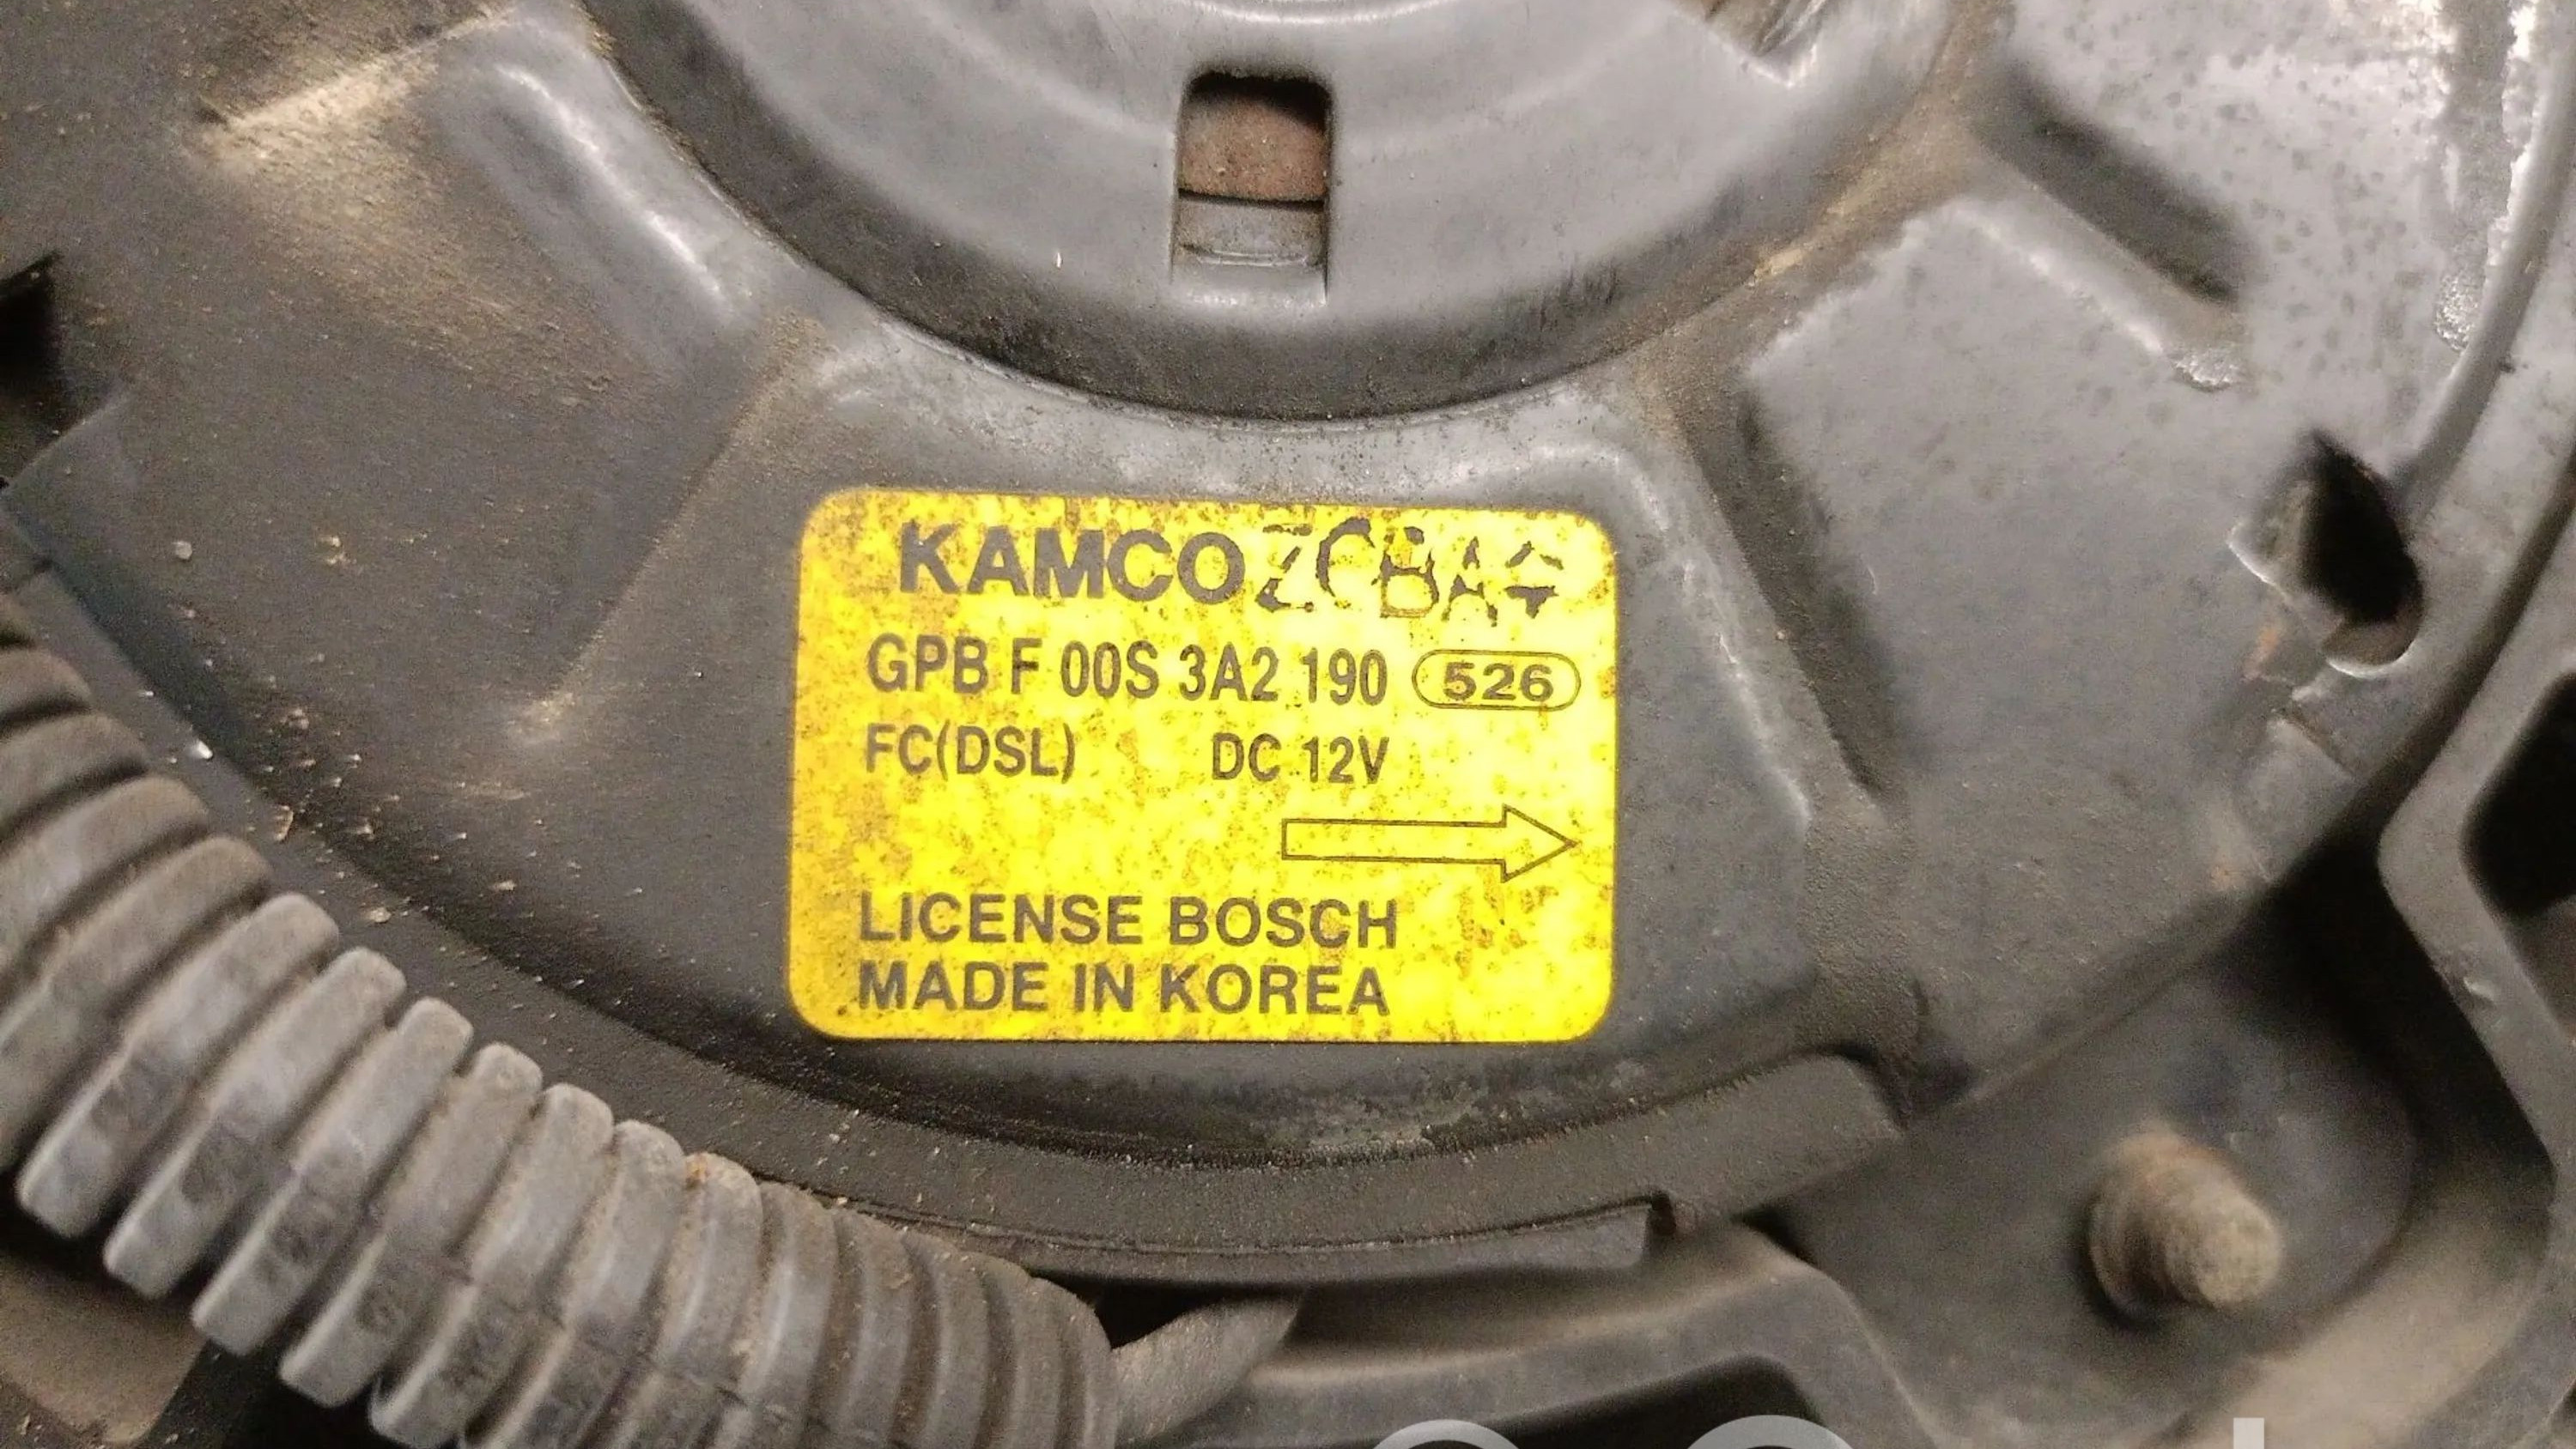 KAMCO
GPB F 00S 3A2 190 526
FC(DSL) DC 12V
LICENSE BOSCH
MADE IN KOREA